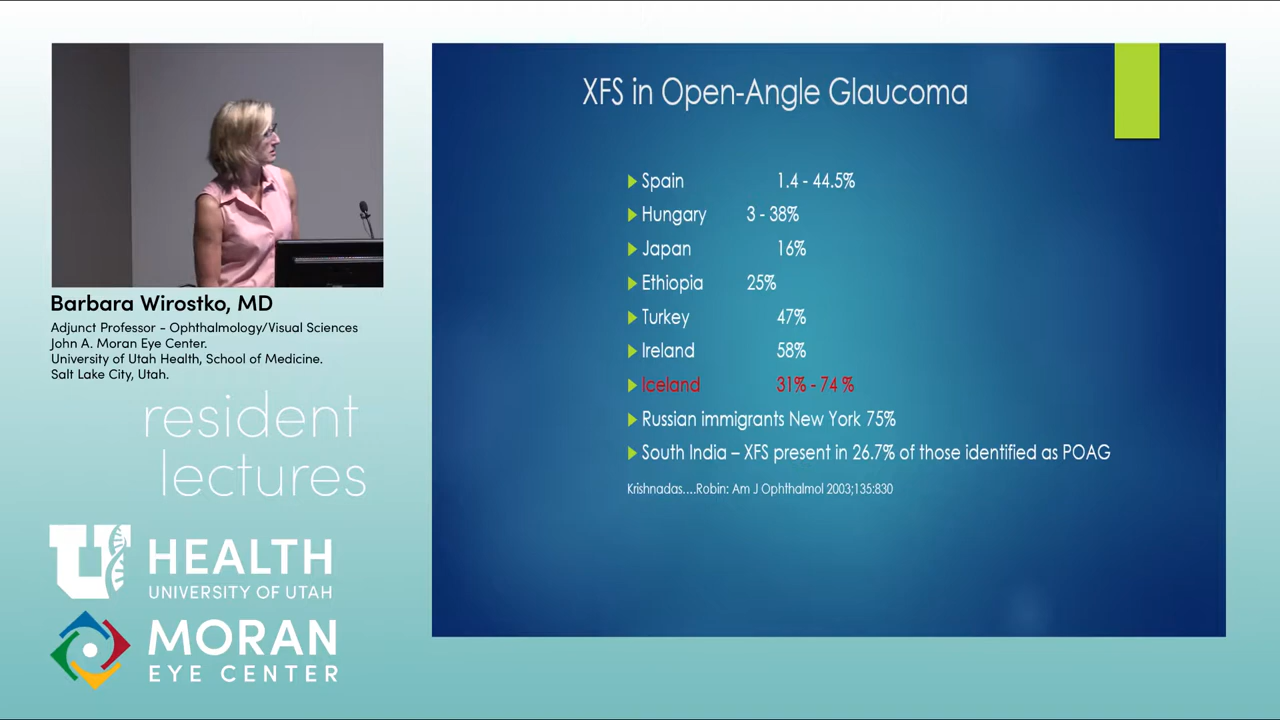 XFS in Open-Angle Glaucoma
Spain 1.4 - 44.5%
Hungary 3 - 38%
Japan 16%
Ethiopia 25%
Turkey 47%
Ireland 58%
Iceland 31% - 74 %
Russian immigrants New York 75%
South India – XFS present in 26.7% of those identified as POAG
Krishnadas....Robin: Am J Ophthalmol 2003;135:830
Barbara Wirostko, MD
Adjunct Professor - Ophthalmology/Visual Sciences
John A. Moran Eye Center.
University of Utah Health, School of Medicine.
Salt Lake City, Utah.
resident
lectures
U HEALTH
UNIVERSITY OF UTAH
MORAN
EYE CENTER